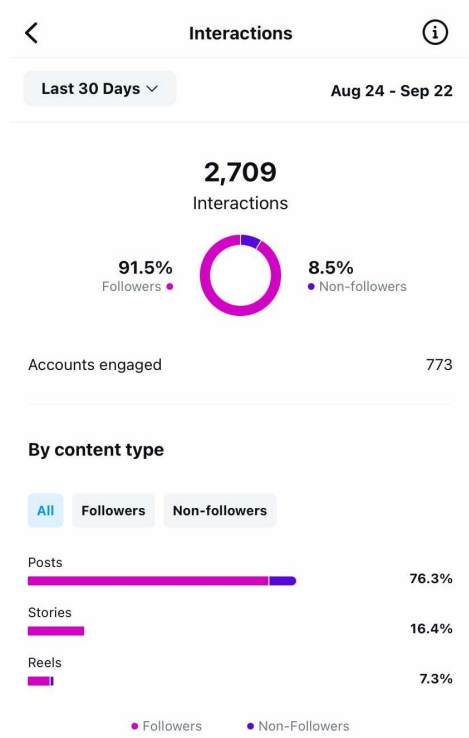 Interactions
Last 30 Days
Aug 24 - Sep 22
2,709
Interactions
91.5%
Followers
8.5%
Non-followers
Accounts engaged 773
By content type
All Followers Non-followers
Posts
76.3%
Stories
16.4%
Reels
7.3%
Followers Non-Followers